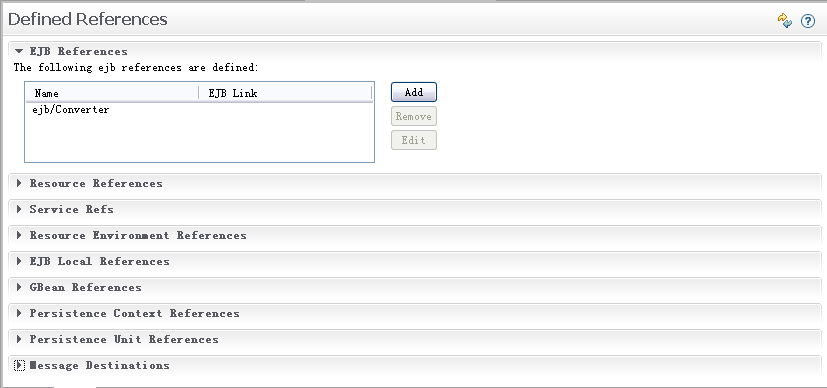 Defined References
EJB References
The following ejb references are defined:
Name EJB Link
ejb/Converter
Add
Remove
Edit
Resource References
Service Refs
Resource Environment References
EJB Local References
GBean References
Persistence Context References
Persistence Unit References
Message Destinations